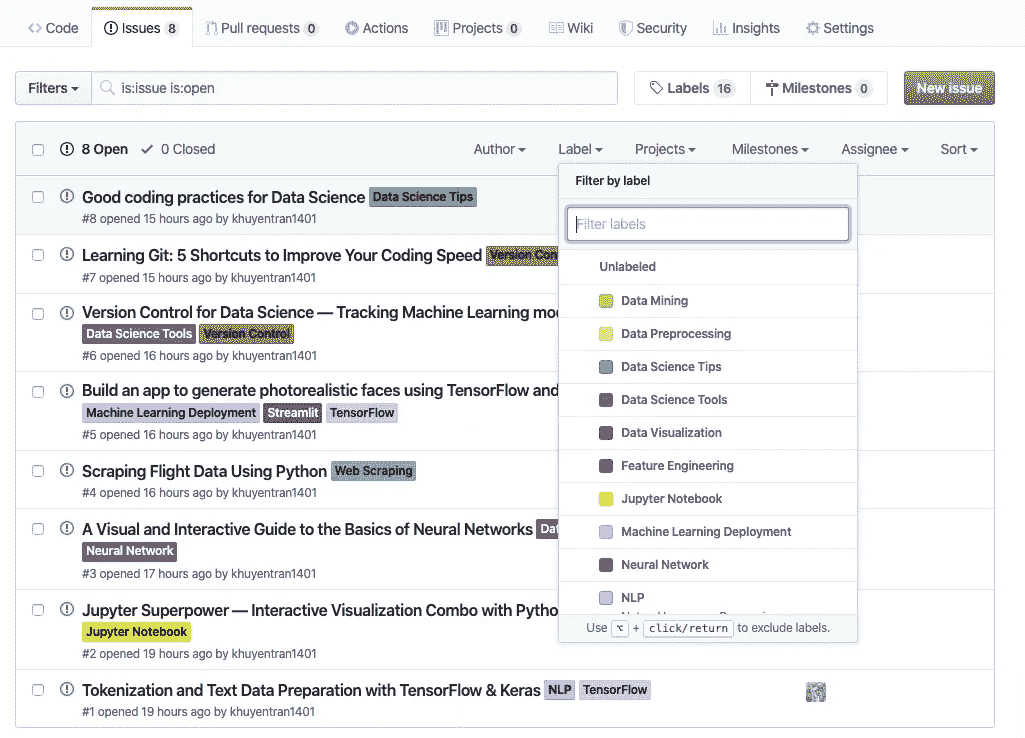 Code Issues 8 Pull requests 0 Actions Projects 0 Wiki Security Insights Settings
Filters is:issue is:open Labels 16 Milestones 0 New issue
8 Open 0 Closed Author Label Projects Milestones Assignee Sort
Good coding practices for Data Science Data Science Tips
#8 opened 15 hours ago by khuyentran1401
Learning Git: 5 Shortcuts to Improve Your Coding Speed Version Con
#7 opened 15 hours ago by khuyentran1401
Version Control for Data Science — Tracking Machine Learning mo
Data Science Tools Version Control
#6 opened 16 hours ago by khuyentran1401
Build an app to generate photorealistic faces using TensorFlow and
Machine Learning Deployment Streamlit TensorFlow
#5 opened 16 hours ago by khuyentran1401
Scraping Flight Data Using Python Web Scraping
#4 opened 16 hours ago by khuyentran1401
A Visual and Interactive Guide to the Basics of Neural Networks Dat
Neural Network
#3 opened 17 hours ago by khuyentran1401
Jupyter Superpower — Interactive Visualization Combo with Pytho
Jupyter Notebook
#2 opened 19 hours ago by khuyentran1401
Tokenization and Text Data Preparation with TensorFlow & Keras NLP TensorFlow
#1 opened 19 hours ago by khuyentran1401
Filter by label
Filter labels
Unlabeled
Data Mining
Data Preprocessing
Data Science Tips
Data Science Tools
Data Visualization
Feature Engineering
Jupyter Notebook
Machine Learning Deployment
Neural Network
NLP
Use ⌥ + click/return to exclude labels.